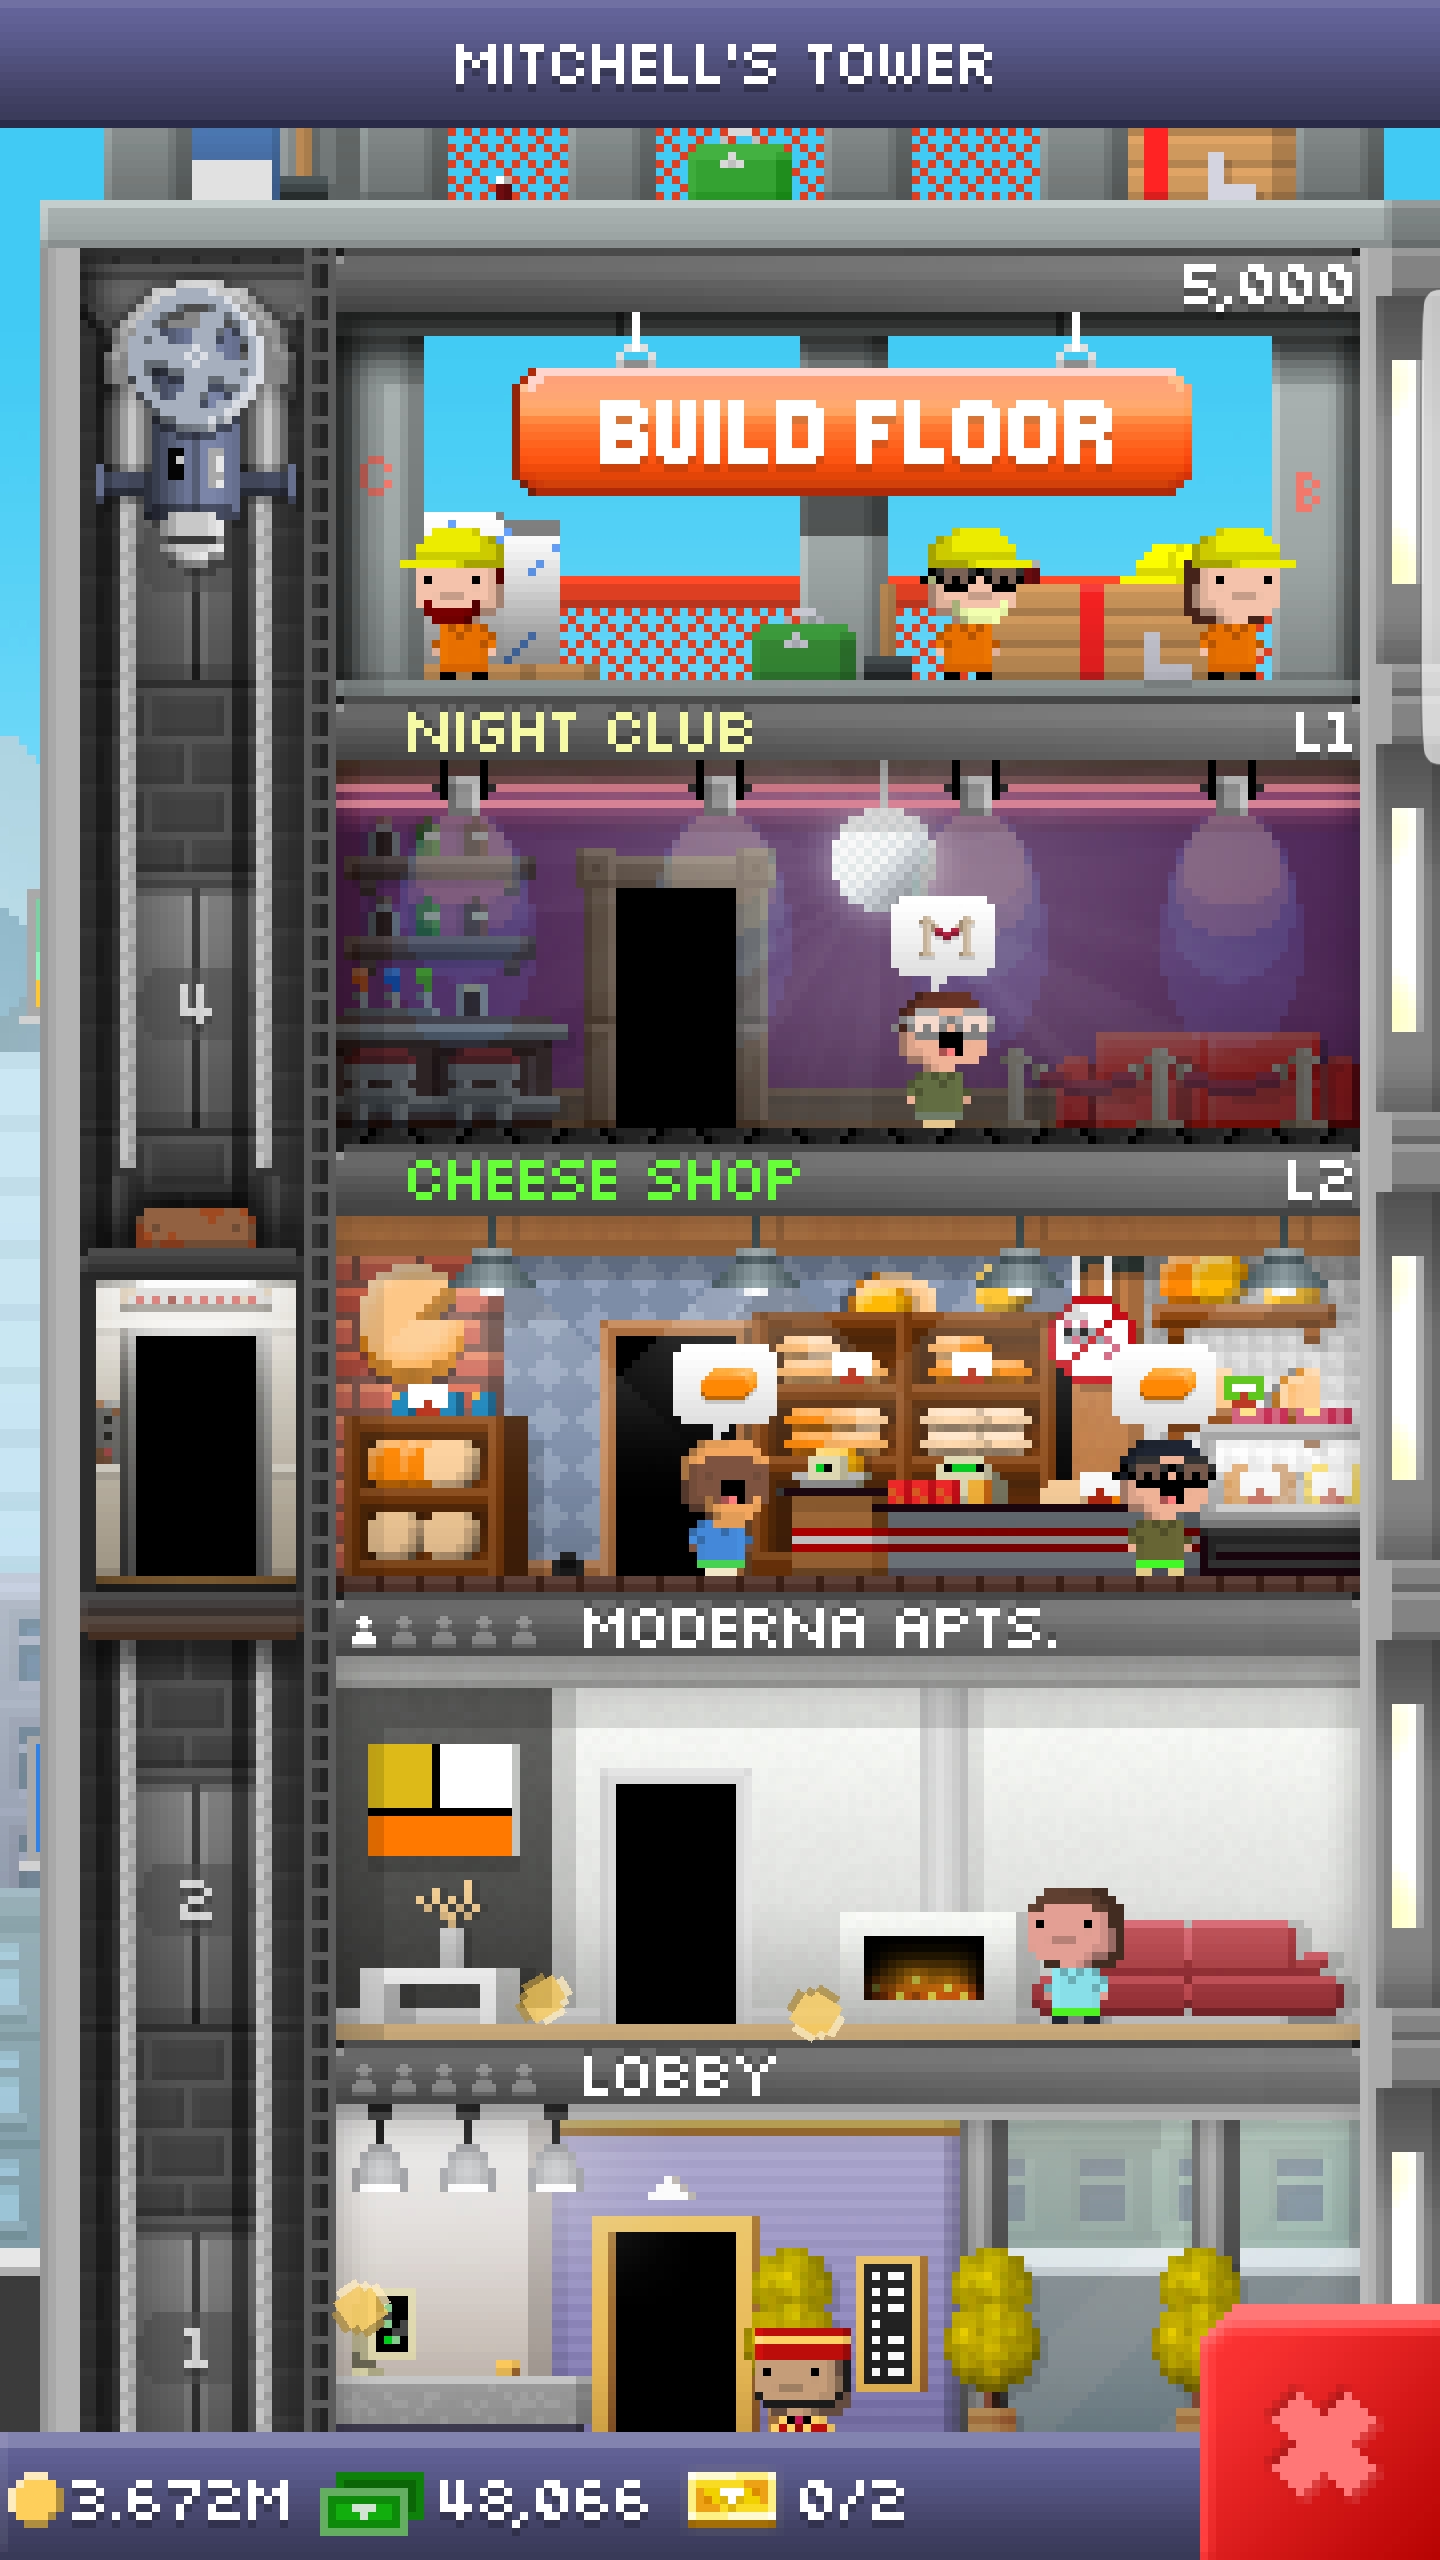 MITCHELL'S TOWER
5,000
BUILD FLOOR
C
B
NIGHT CLUB L1
4
CHEESE SHOP L2
MODERNA APTS.
2
LOBBY
1
3.672M 48,066 0/2